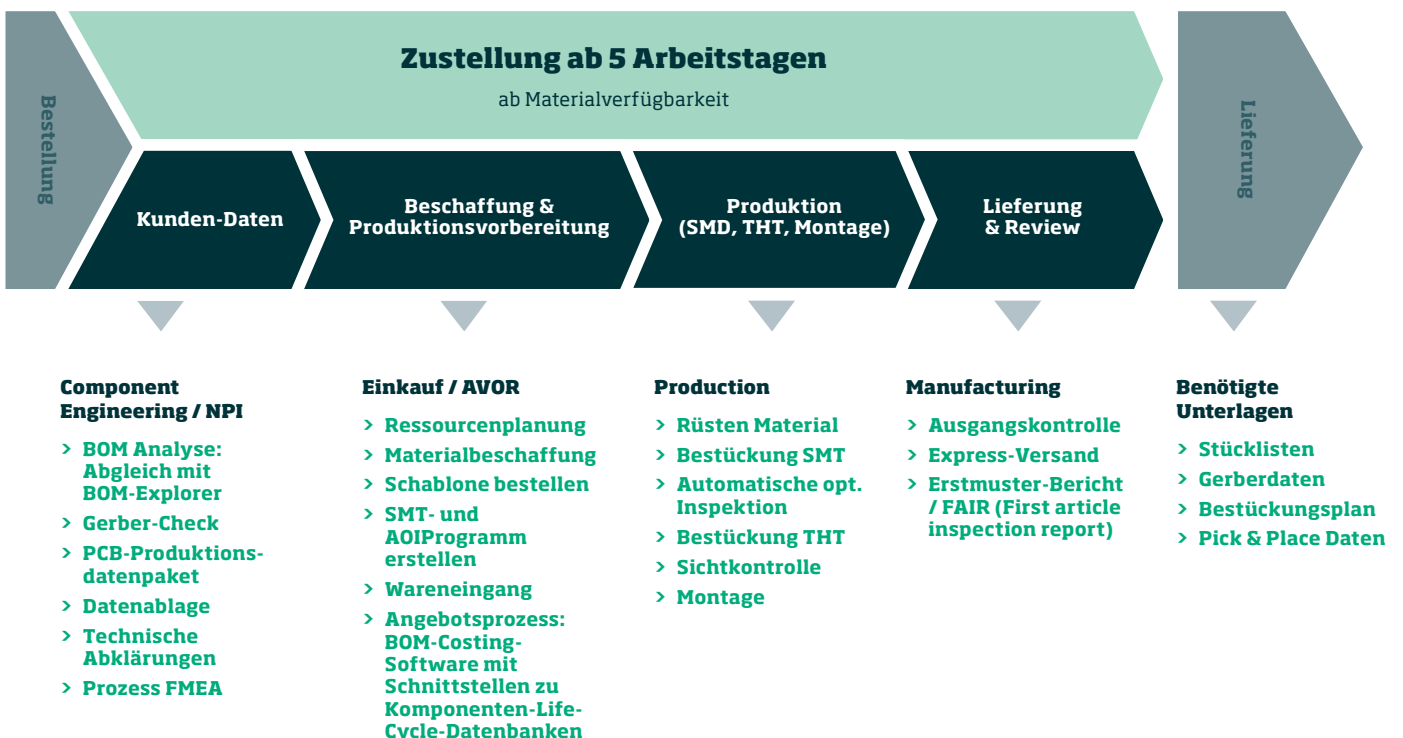 Bestellung
Zustellung ab 5 Arbeitstagen
ab Materialverfügbarkeit
Lieferung
Kunden-Daten
Beschaffung &
Produktionsvorbereitung
Produktion
(SMD, THT, Montage)
Lieferung
& Review
Component
Engineering / NPI
> BOM Analyse:
Abgleich mit
BOM-Explorer
> Gerber-Check
> PCB-Produktions-
datenpaket
> Datenablage
> Technische
Abklärungen
> Prozess FMEA
Einkauf / AVOR
> Ressourcenplanung
> Materialbeschaffung
> Schablone bestellen
> SMT- und
AOIProgramm
erstellen
> Wareneingang
> Angebotsprozess:
BOM-Costing-
Software mit
Schnittstellen zu
Komponenten-Life-
Cycle-Datenbanken
Production
> Rüsten Material
> Bestückung SMT
> Automatische opt.
Inspektion
> Bestückung THT
> Sichtkontrolle
> Montage
Manufacturing
> Ausgangskontrolle
> Express-Versand
> Erstmuster-Bericht
/ FAIR (First article
inspection report)
Benötigte
Unterlagen
> Stücklisten
> Gerberdaten
> Bestückungsplan
> Pick & Place Daten